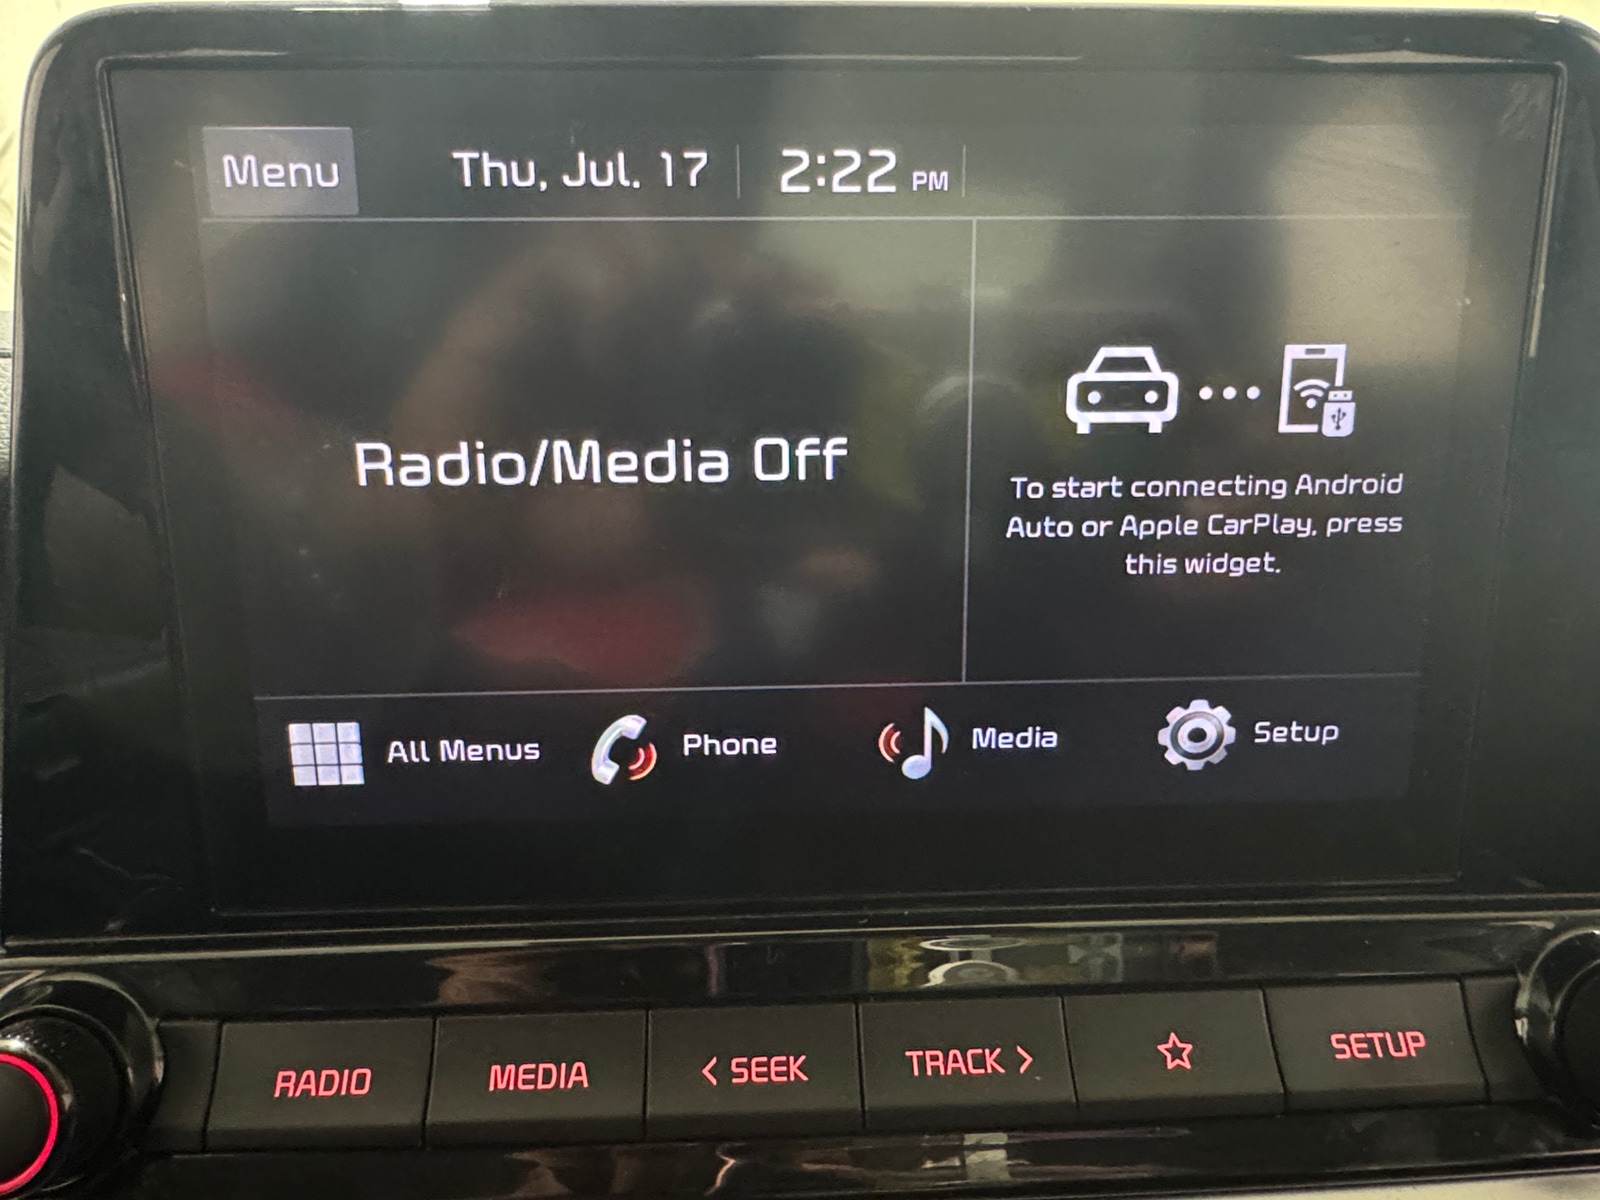 Menu
Thu, Jul. 17
2:22 PM
Radio/Media Off
To start connecting Android
Auto or Apple CarPlay, press
this widget.
All Menus
Phone
Media
Setup
RADIO
MEDIA
< SEEK
TRACK >
SETUP